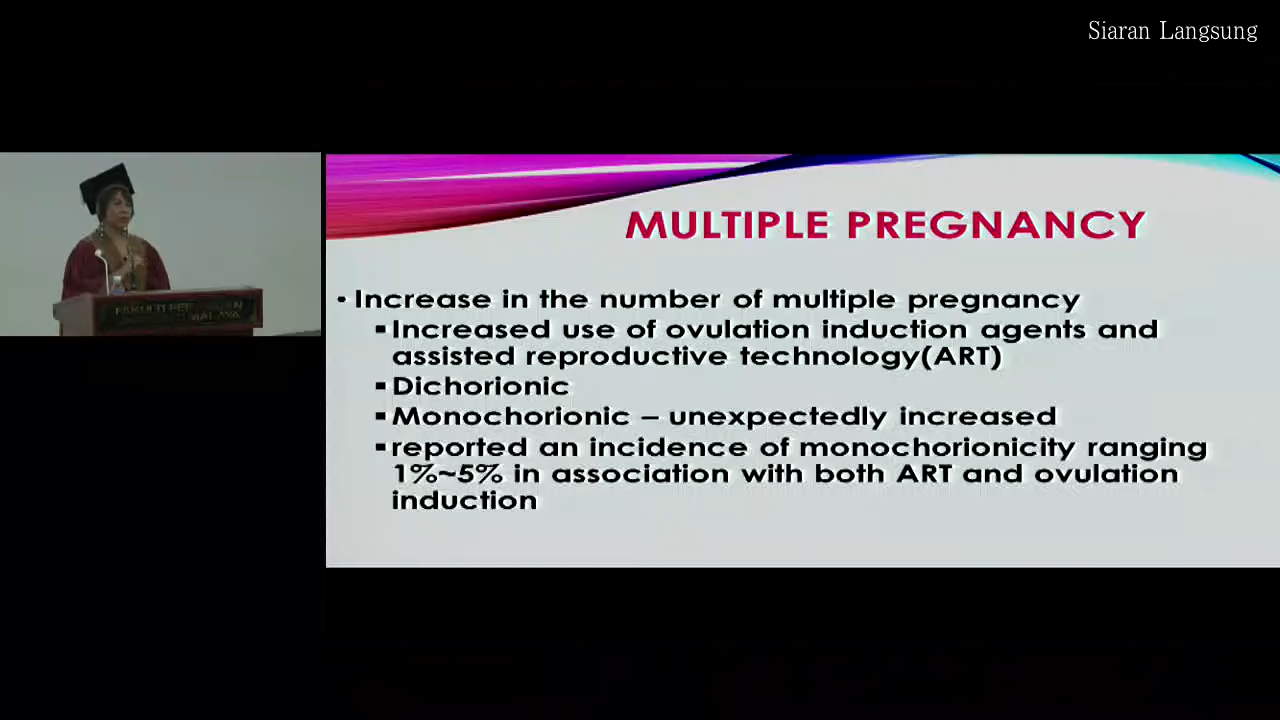 Siaran Langsung
MULTIPLE PREGNANCY
• Increase in the number of multiple pregnancy
▪ Increased use of ovulation induction agents and
assisted reproductive technology(ART)
▪ Dichorionic
▪ Monochorionic – unexpectedly increased
▪ reported an incidence of monochorionicity ranging
1%~5% in association with both ART and ovulation
induction
MALAYA